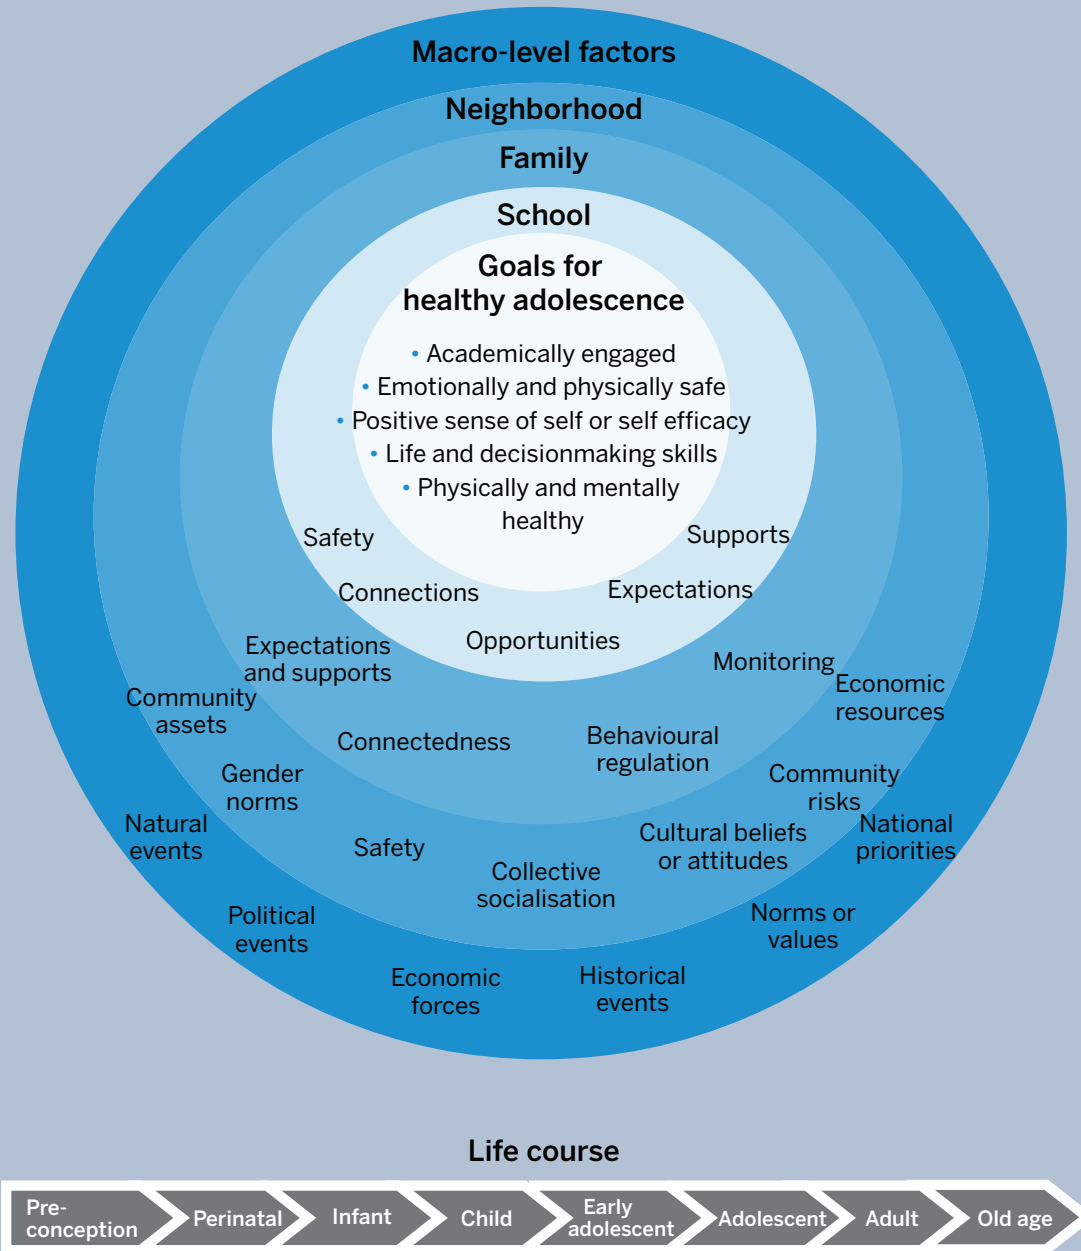 Macro-level factors
Neighborhood
Family
School
Goals for
healthy adolescence
• Academically engaged
• Emotionally and physically safe
• Positive sense of self or self efficacy
• Life and decisionmaking skills
• Physically and mentally
healthy
Safety
Supports
Connections
Expectations
Opportunities
Expectations
and supports
Monitoring
Connectedness
Behavioural
regulation
Community
assets
Economic
resources
Gender
norms
Community
risks
Safety
Cultural beliefs
or attitudes
Collective
socialisation
Natural
events
National
priorities
Political
events
Norms or
values
Economic
forces
Historical
events
Life course
Pre-
conception
Perinatal
Infant
Child
Early
adolescent
Adolescent
Adult
Old age